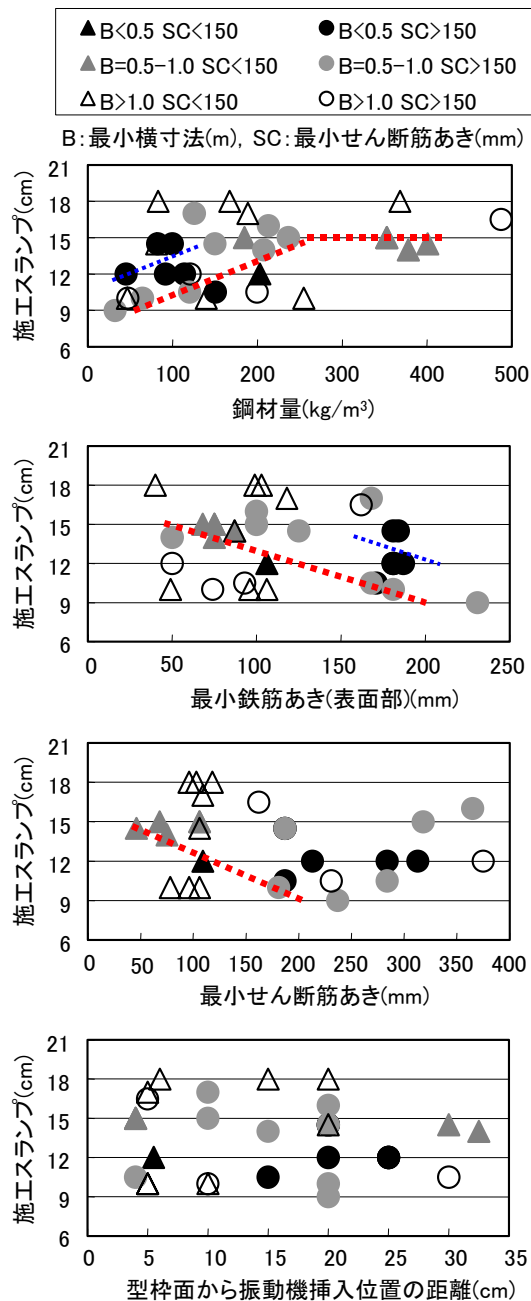 B<0.5 SC<150 B<0.5 SC>150
B=0.5-1.0 SC<150 B=0.5-1.0 SC>150
B>1.0 SC<150 B>1.0 SC>150
B:最小横寸法(m), SC:最小せん断筋あき(mm)
施工スランプ(cm)
21
18
15
12
9
6
0 100 200 300 400 500
鋼材量(kg/m³)
施工スランプ(cm)
21
18
15
12
9
6
0 50 100 150 200 250
最小鉄筋あき(表面部)(mm)
施工スランプ(cm)
21
18
15
12
9
6
0 50 100 150 200 250 300 350 400
最小せん断筋あき(mm)
施工スランプ(cm)
21
18
15
12
9
6
0 5 10 15 20 25 30 35
型枠面から振動機挿入位置の距離(cm)